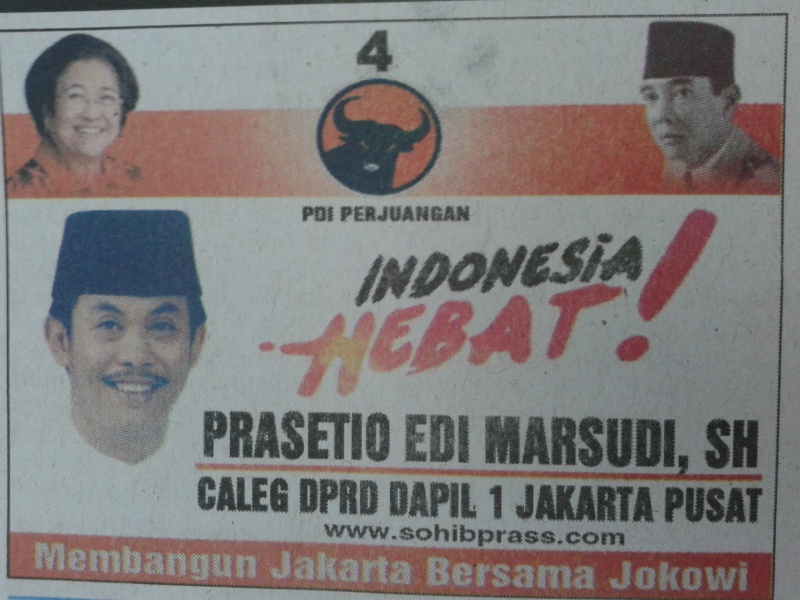 4
PDI PERJUANGAN
INDONESiA
HEBAT!
PRASETIO EDI MARSUDI, SH
CALEG DPRD DAPIL 1 JAKARTA PUSAT
www.sohibprass.com
Membangun Jakarta Bersama Jokowi